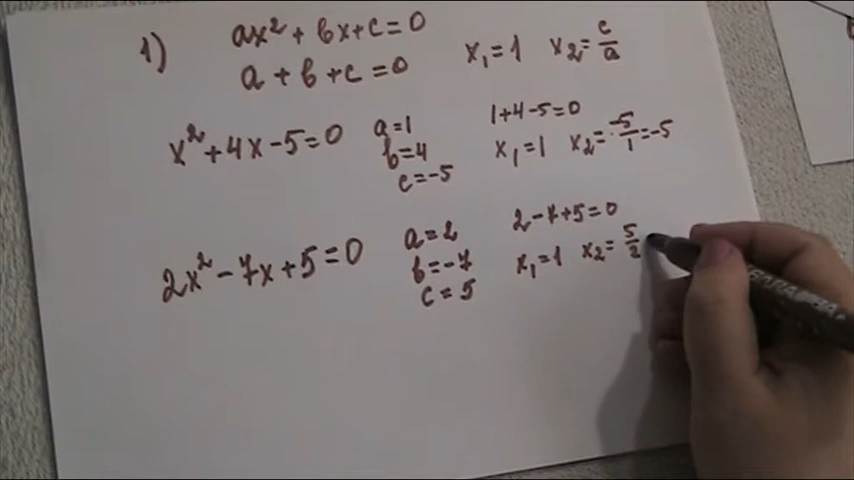 1) ax² + bx + c = 0
a + b + c = 0 x₁ = 1 x₂ = c/a
x² + 4x - 5 = 0 a = 1 1 + 4 - 5 = 0
b = 4 x₁ = 1 x₂ = -5/1 = -5
c = -5
2x² - 7x + 5 = 0 a = 2 2 - 7 + 5 = 0
b = -7 x₁ = 1 x₂ = 5/2
c = 5